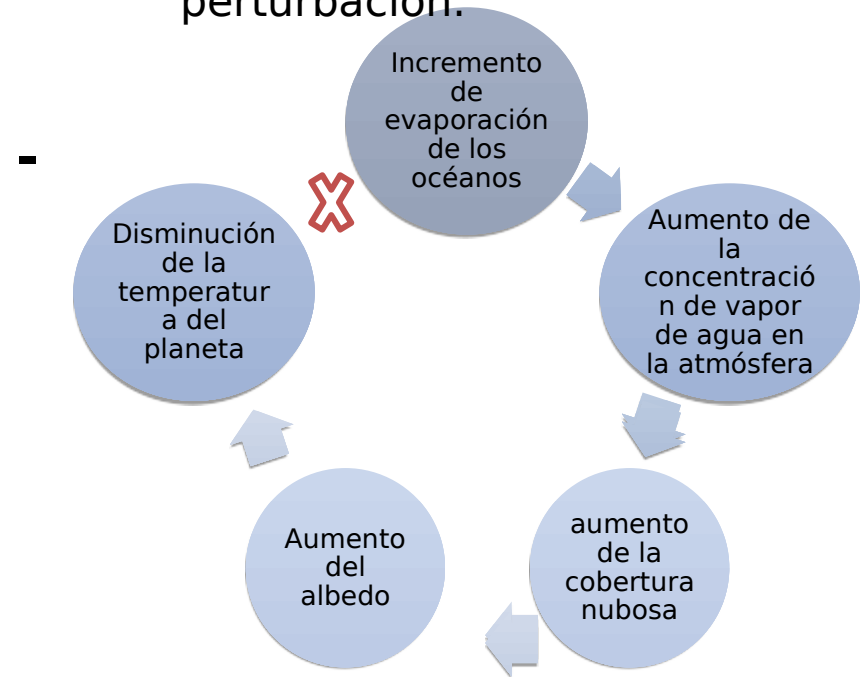 perturbación.
Incremento
de
evaporación
de los
océanos
-
Disminución
de la
temperatur
a del
planeta
Aumento de
la
concentració
n de vapor
de agua en
la atmósfera
Aumento
del
albedo
aumento
de la
cobertura
nubosa